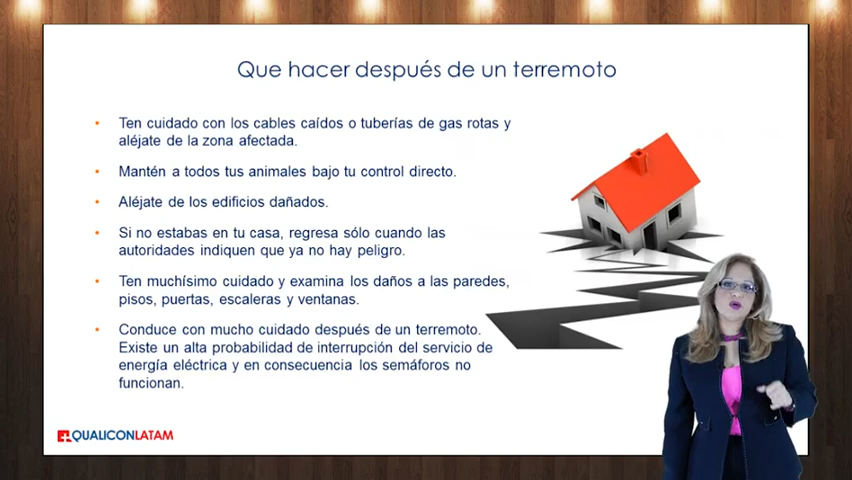 Que hacer después de un terremoto
• Ten cuidado con los cables caídos o tuberías de gas rotas y
aléjate de la zona afectada.
• Mantén a todos tus animales bajo tu control directo.
• Aléjate de los edificios dañados.
• Si no estabas en tu casa, regresa sólo cuando las
autoridades indiquen que ya no hay peligro.
• Ten muchísimo cuidado y examina los daños a las paredes,
pisos, puertas, escaleras y ventanas.
• Conduce con mucho cuidado después de un terremoto.
Existe un alta probabilidad de interrupción del servicio de
energía eléctrica y en consecuencia los semáforos no
funcionan.
QUALICONLATAM